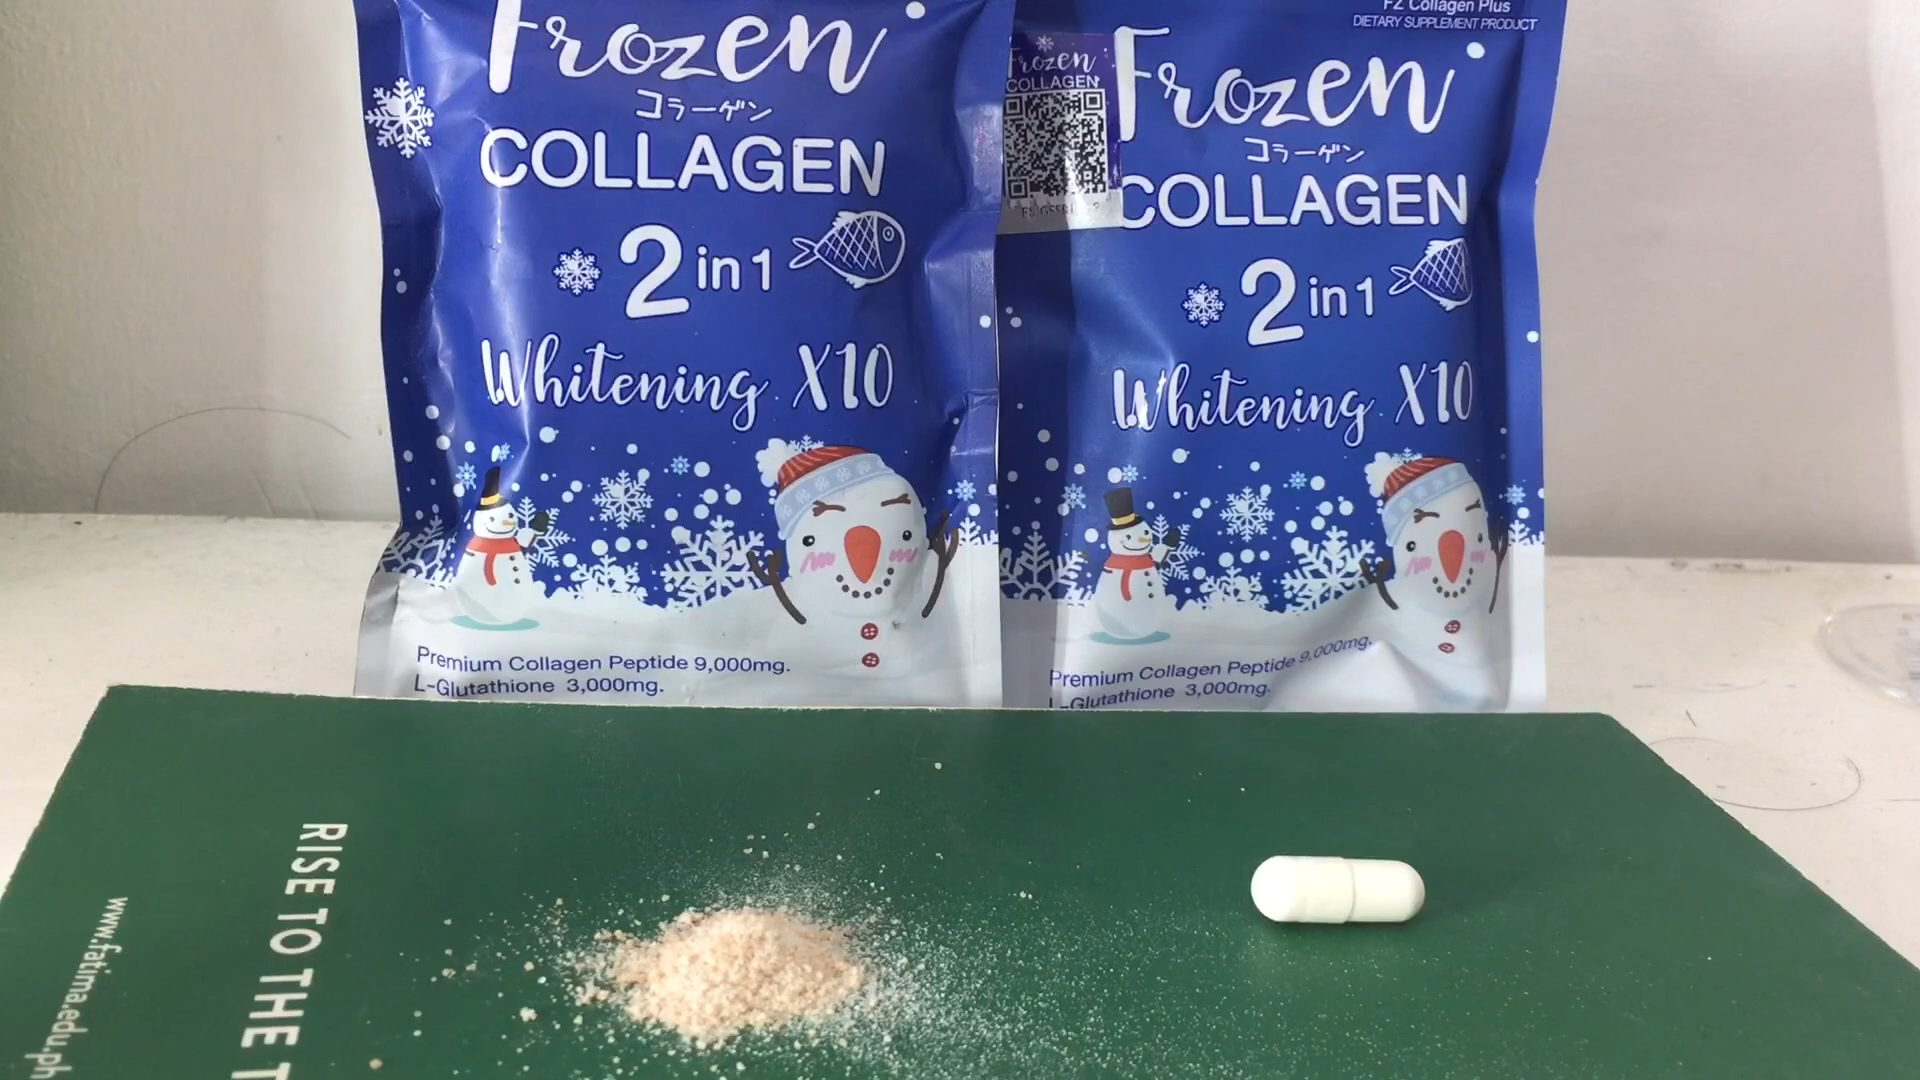 Frozen
コラーゲン
COLLAGEN
2 in 1
Whitening X10
Premium Collagen Peptide 9,000mg.
L-Glutathione 3,000mg.
Frozen
COLLAGEN
FZ Collagen Plus
DIETARY SUPPLEMENT PRODUCT
Frozen
コラーゲン
COLLAGEN
2 in 1
Whitening X10
Premium Collagen Peptide 9,000mg.
L-Glutathione 3,000mg.
RISE TO THE
www.fatima.edu.ph